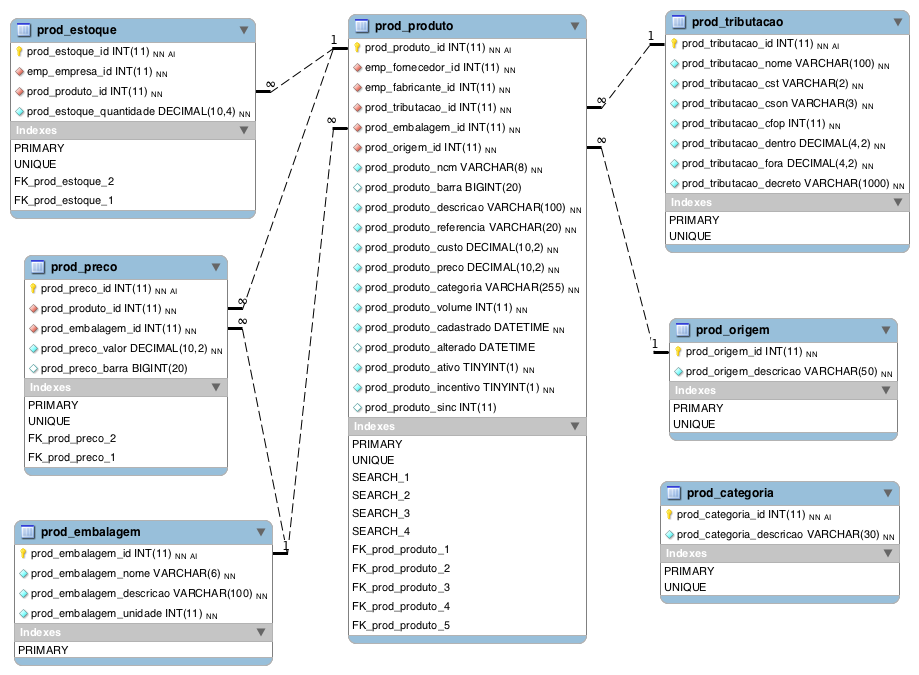 prod_estoque
prod_estoque_id INT(11) NN AI
emp_empresa_id INT(11) NN
prod_produto_id INT(11) NN
prod_estoque_quantidade DECIMAL(10,4) NN
Indexes
PRIMARY
UNIQUE
FK_prod_estoque_2
FK_prod_estoque_1
1
∞
prod_preco
prod_preco_id INT(11) NN AI
prod_produto_id INT(11) NN
prod_embalagem_id INT(11) NN
prod_preco_valor DECIMAL(10,2) NN
prod_preco_barra BIGINT(20)
Indexes
PRIMARY
UNIQUE
FK_prod_preco_2
FK_prod_preco_1
∞
∞
∞
prod_embalagem
prod_embalagem_id INT(11) NN AI
prod_embalagem_nome VARCHAR(6) NN
prod_embalagem_descricao VARCHAR(100) NN
prod_embalagem_unidade INT(11) NN
Indexes
PRIMARY
1
prod_produto
prod_produto_id INT(11) NN AI
emp_fornecedor_id INT(11) NN
emp_fabricante_id INT(11) NN
prod_tributacao_id INT(11) NN
prod_embalagem_id INT(11) NN
prod_origem_id INT(11) NN
prod_produto_ncm VARCHAR(8) NN
prod_produto_barra BIGINT(20)
prod_produto_descricao VARCHAR(100) NN
prod_produto_referencia VARCHAR(20) NN
prod_produto_custo DECIMAL(10,2) NN
prod_produto_preco DECIMAL(10,2) NN
prod_produto_categoria VARCHAR(255) NN
prod_produto_volume INT(11) NN
prod_produto_cadastrado DATETIME NN
prod_produto_alterado DATETIME
prod_produto_ativo TINYINT(1) NN
prod_produto_incentivo TINYINT(1) NN
prod_produto_sinc INT(11)
Indexes
PRIMARY
UNIQUE
SEARCH_1
SEARCH_2
SEARCH_3
SEARCH_4
FK_prod_produto_1
FK_prod_produto_2
FK_prod_produto_3
FK_prod_produto_4
FK_prod_produto_5
1
∞
∞
1
prod_tributacao
prod_tributacao_id INT(11) NN AI
prod_tributacao_nome VARCHAR(100) NN
prod_tributacao_cst VARCHAR(2) NN
prod_tributacao_cson VARCHAR(3) NN
prod_tributacao_cfop INT(11) NN
prod_tributacao_dentro DECIMAL(4,2) NN
prod_tributacao_fora DECIMAL(4,2) NN
prod_tributacao_decreto VARCHAR(1000) NN
Indexes
PRIMARY
UNIQUE
prod_origem
prod_origem_id INT(11) NN
prod_origem_descricao VARCHAR(50) NN
Indexes
PRIMARY
UNIQUE
prod_categoria
prod_categoria_id INT(11) NN AI
prod_categoria_descricao VARCHAR(30) NN
Indexes
PRIMARY
UNIQUE